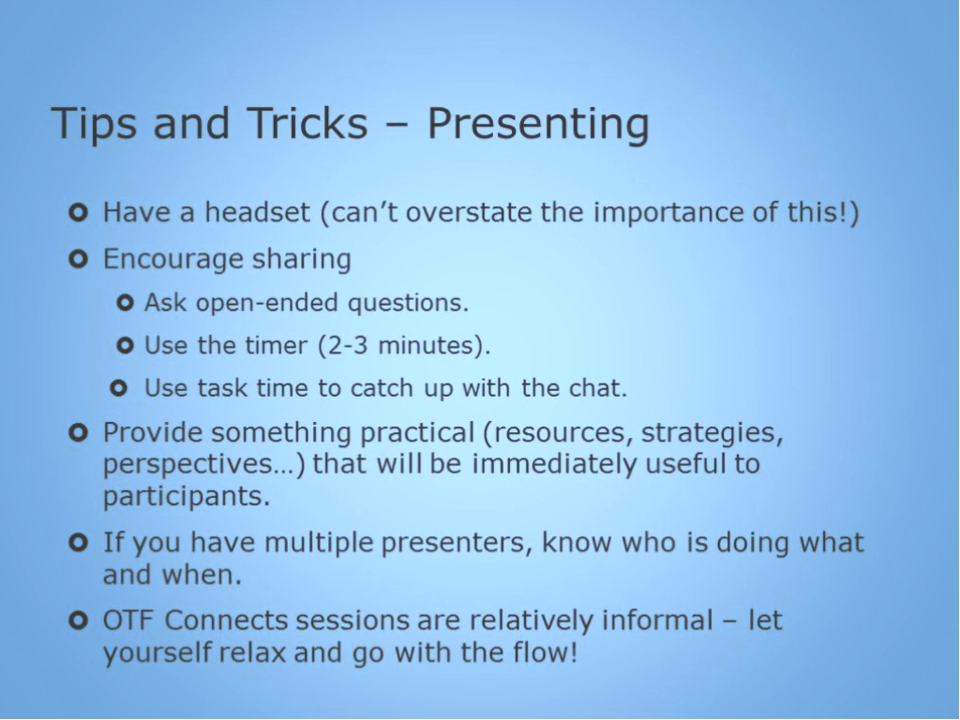 Tips and Tricks – Presenting
Have a headset (can’t overstate the importance of this!)
Encourage sharing
Ask open-ended questions.
Use the timer (2-3 minutes).
Use task time to catch up with the chat.
Provide something practical (resources, strategies,
perspectives…) that will be immediately useful to
participants.
If you have multiple presenters, know who is doing what
and when.
OTF Connects sessions are relatively informal – let
yourself relax and go with the flow!